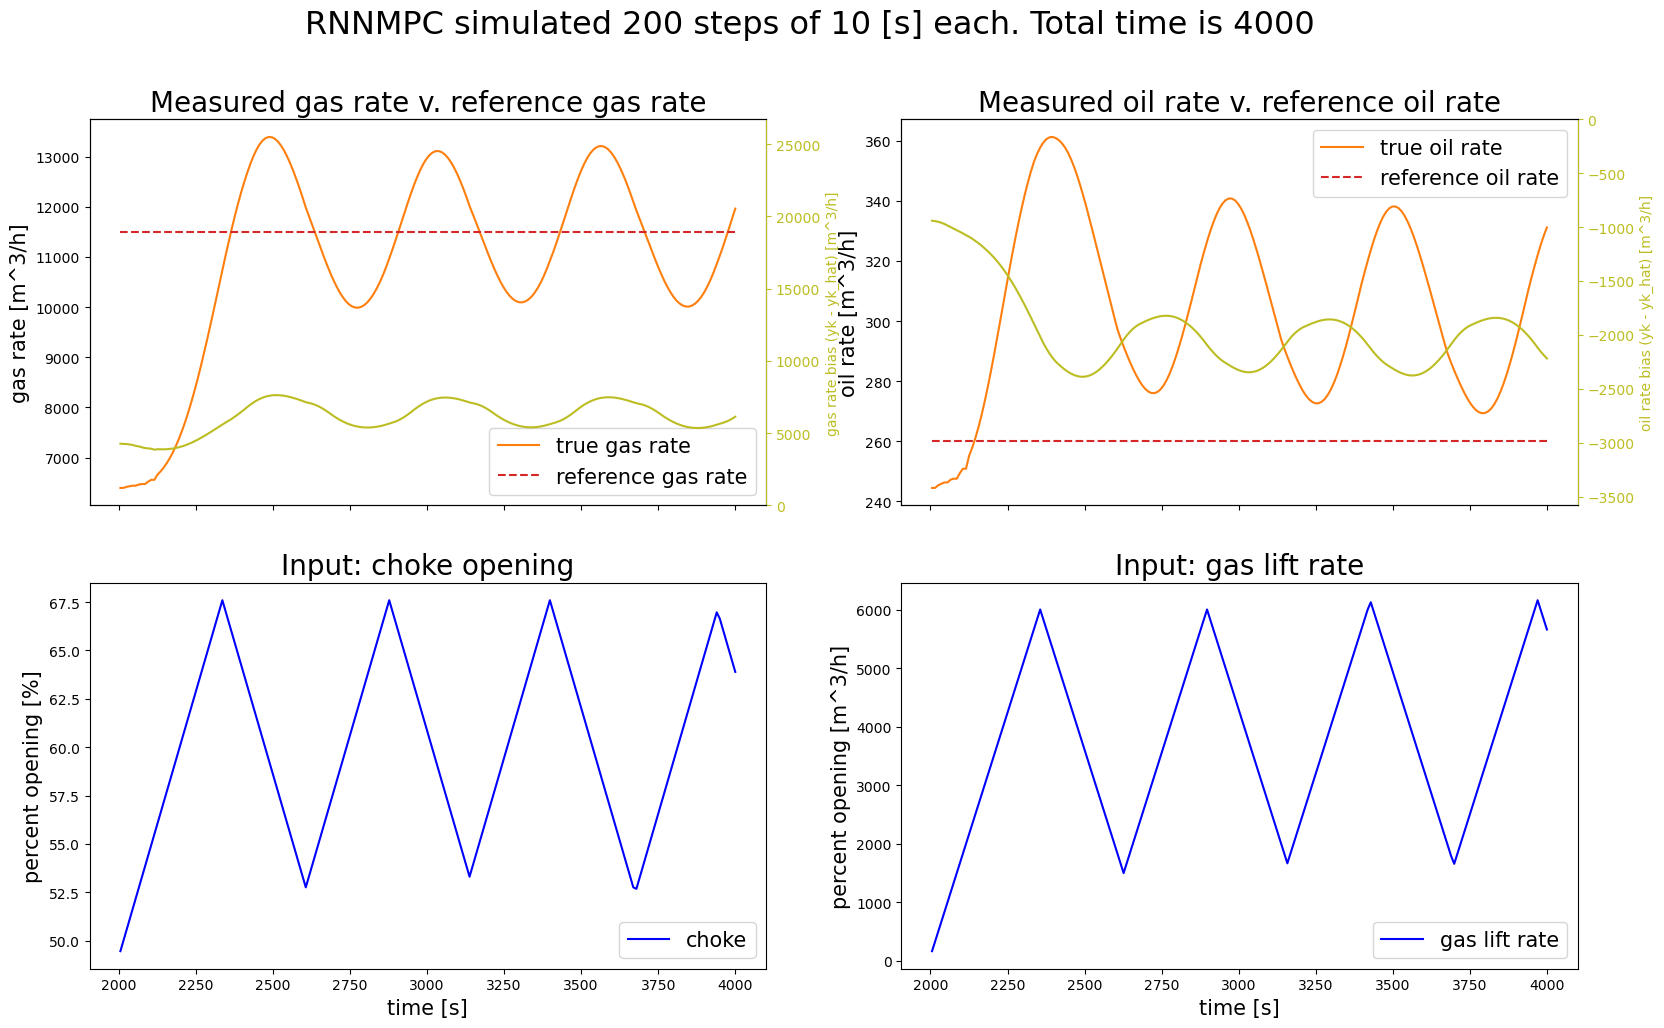 RNNMPC simulated 200 steps of 10 [s] each. Total time is 4000
Measured gas rate v. reference gas rate
gas rate [m^3/h]
13000
12000
11000
10000
9000
8000
7000
25000
20000
15000
10000
5000
0
gas rate bias (yk - yk_hat) [m^3/h]
true gas rate
reference gas rate
Measured oil rate v. reference oil rate
oil rate [m^3/h]
360
340
320
300
280
260
240
0
−500
−1000
−1500
−2000
−2500
−3000
−3500
oil rate bias (yk - yk_hat) [m^3/h]
true oil rate
reference oil rate
Input: choke opening
percent opening [%]
67.5
65.0
62.5
60.0
57.5
55.0
52.5
50.0
choke
2000 2250 2500 2750 3000 3250 3500 3750 4000
time [s]
Input: gas lift rate
percent opening [m^3/h]
6000
5000
4000
3000
2000
1000
0
gas lift rate
2000 2250 2500 2750 3000 3250 3500 3750 4000
time [s]